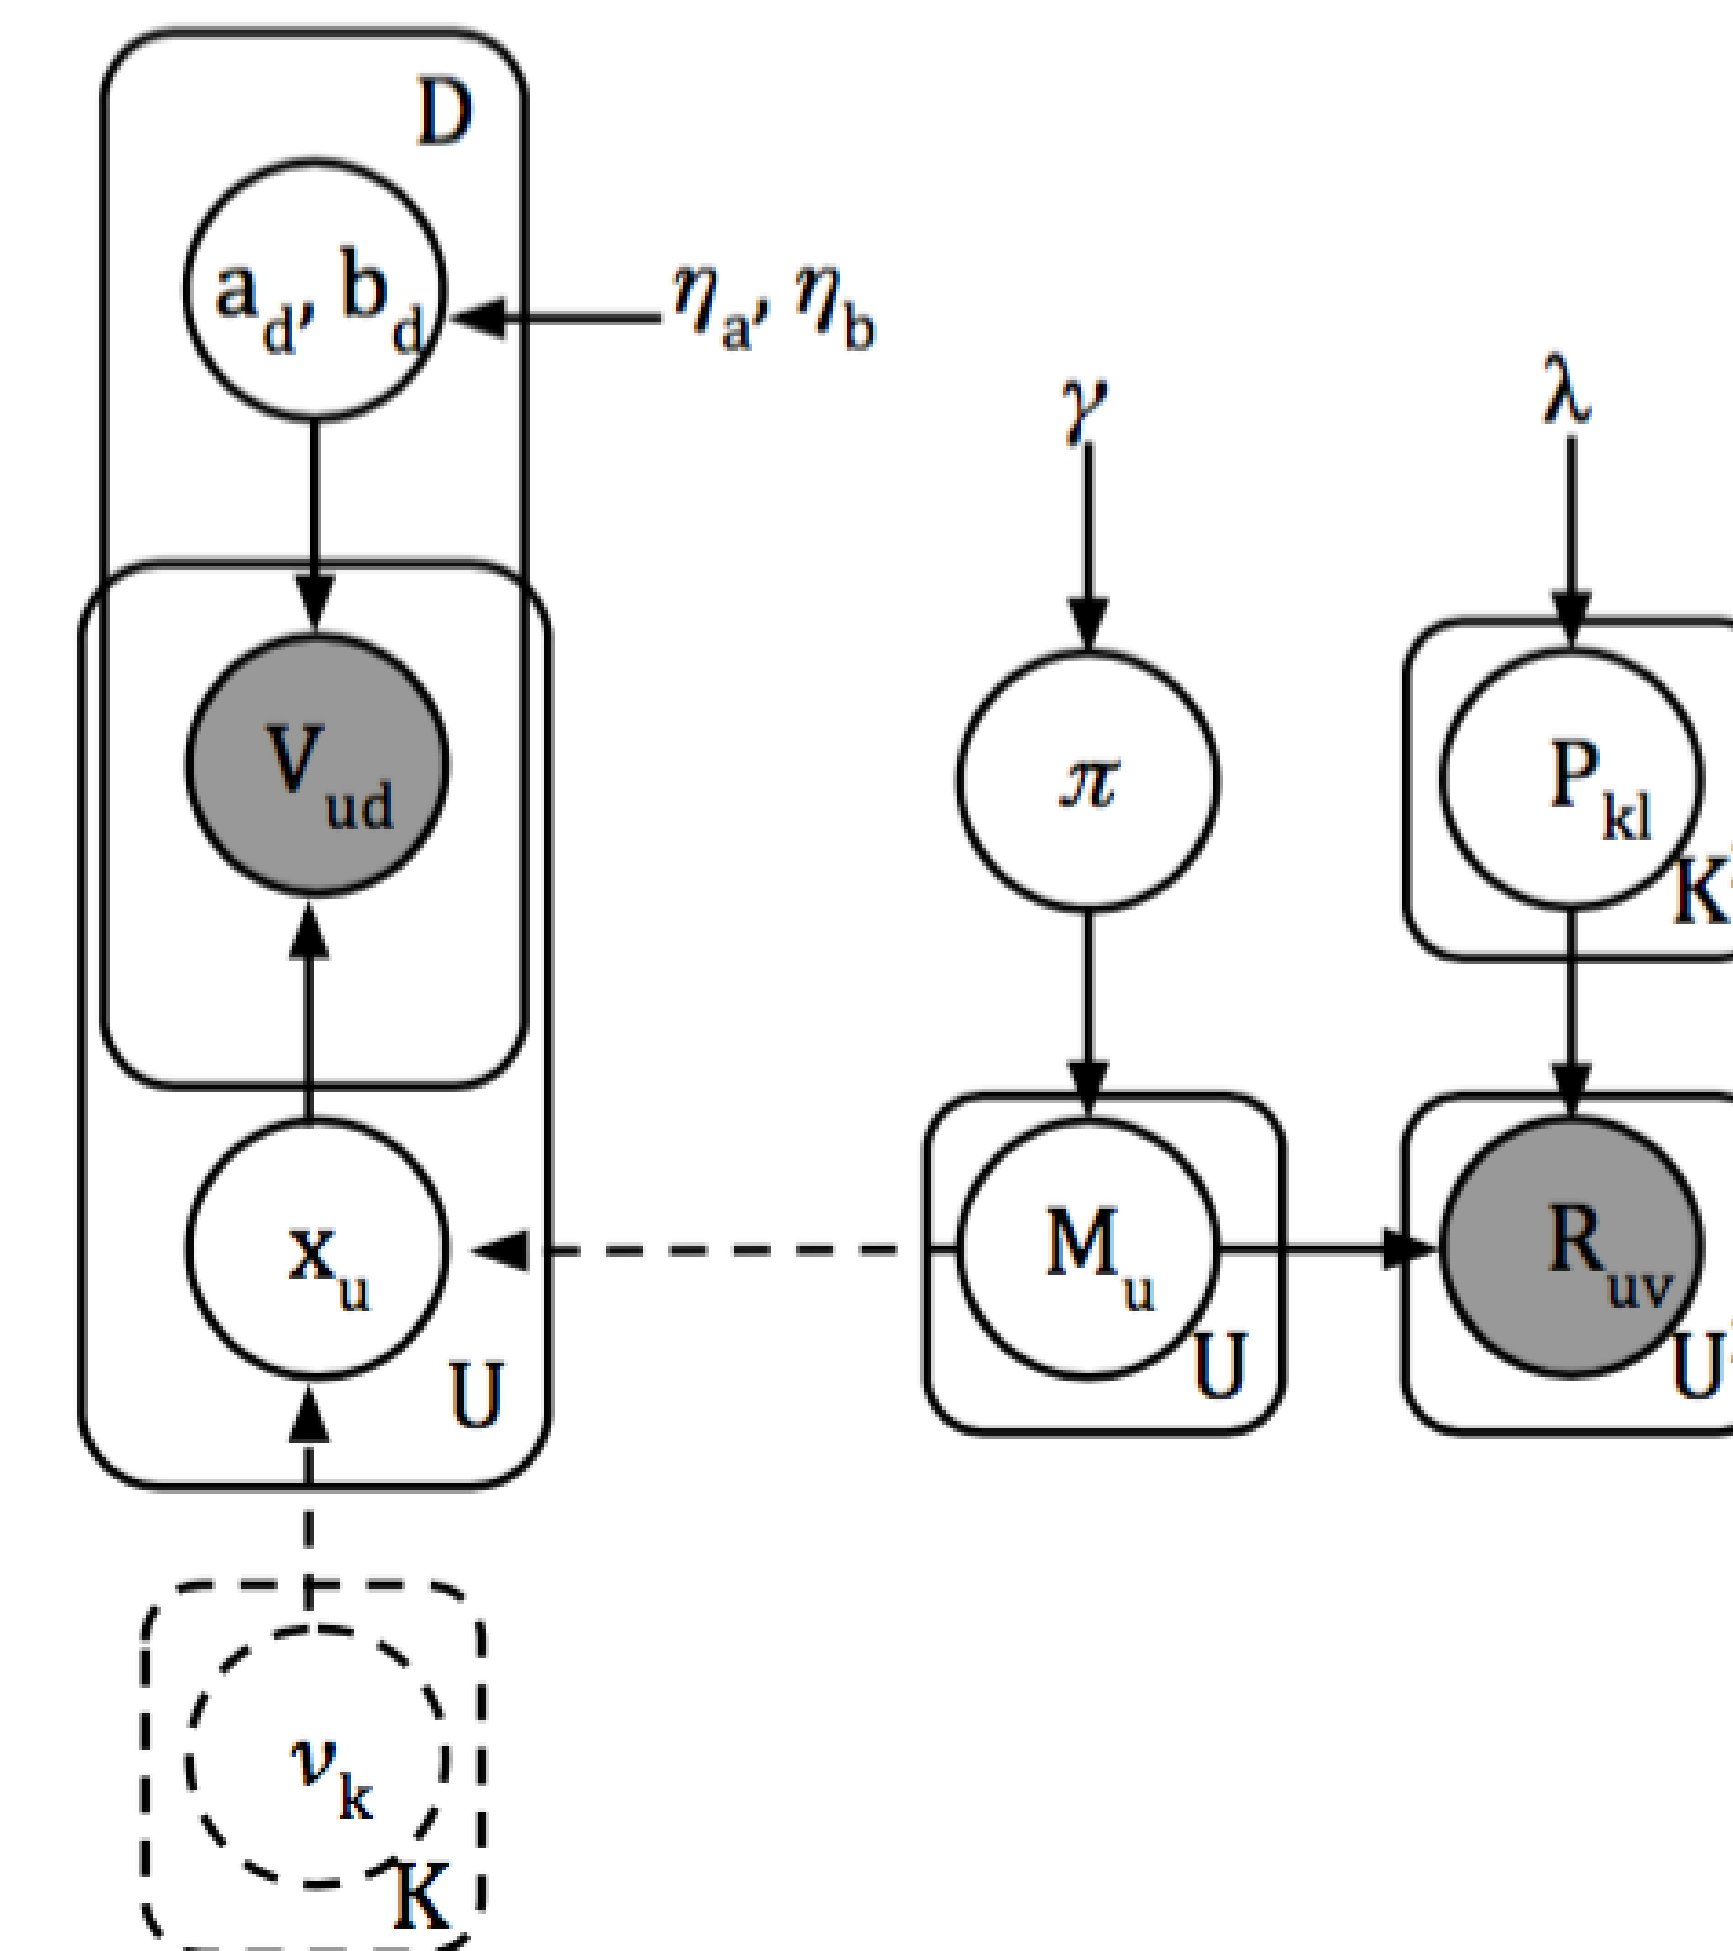 D
a_d, b_d
η_a, η_b
γ
λ
V_ud
π
P_kl
K
x_u
U
M_u
U
R_uv
U
ν_k
K